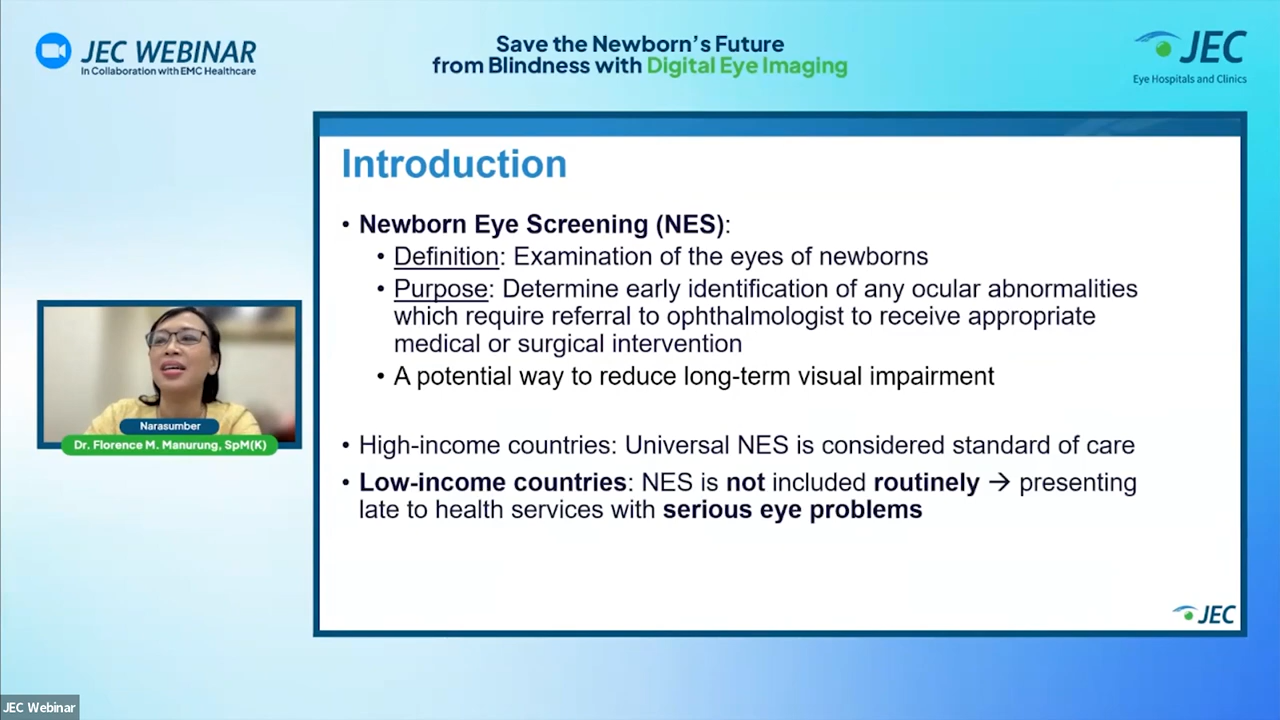 JEC WEBINAR
In Collaboration with EMC Healthcare
Save the Newborn's Future
from Blindness with Digital Eye Imaging
JEC
Eye Hospitals and Clinics
Introduction
• Newborn Eye Screening (NES):
• Definition: Examination of the eyes of newborns
• Purpose: Determine early identification of any ocular abnormalities
which require referral to ophthalmologist to receive appropriate
medical or surgical intervention
• A potential way to reduce long-term visual impairment
• High-income countries: Universal NES is considered standard of care
• Low-income countries: NES is not included routinely → presenting
late to health services with serious eye problems
JEC
Narasumber
Dr. Florence M. Manurung, SpM(K)
JEC Webinar